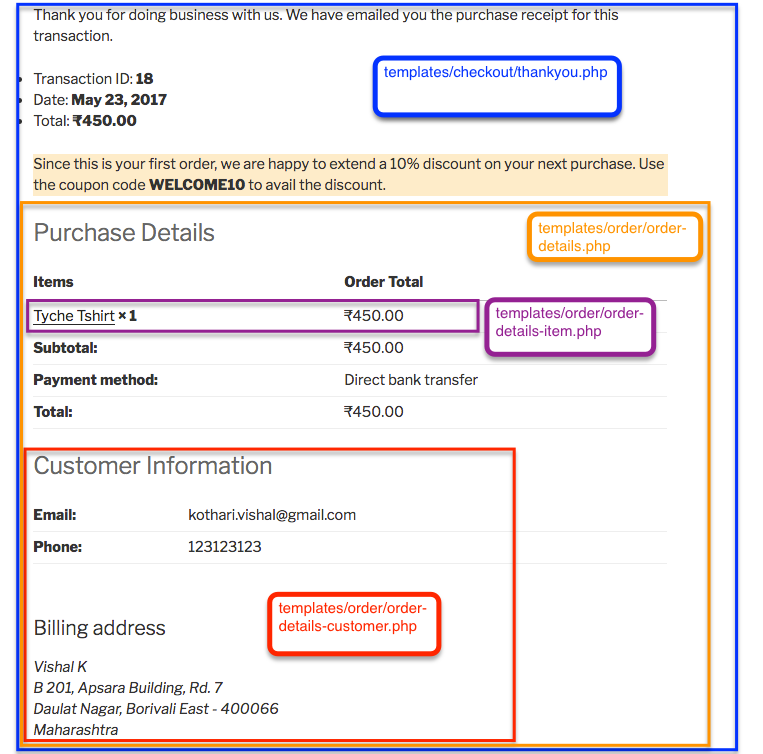 Thank you for doing business with us. We have emailed you the purchase receipt for this
transaction.
templates/checkout/thankyou.php
Transaction ID: 18
Date: May 23, 2017
Total: ₹450.00
Since this is your first order, we are happy to extend a 10% discount on your next purchase. Use
the coupon code WELCOME10 to avail the discount.
Purchase Details
templates/order/order-
details.php
Items Order Total
Tyche Tshirt × 1 ₹450.00
templates/order/order-
details-item.php
Subtotal: ₹450.00
Payment method: Direct bank transfer
Total: ₹450.00
Customer Information
Email: kothari.vishal@gmail.com
Phone: 123123123
templates/order/order-
details-customer.php
Billing address
Vishal K
B 201, Apsara Building, Rd. 7
Daulat Nagar, Borivali East - 400066
Maharashtra